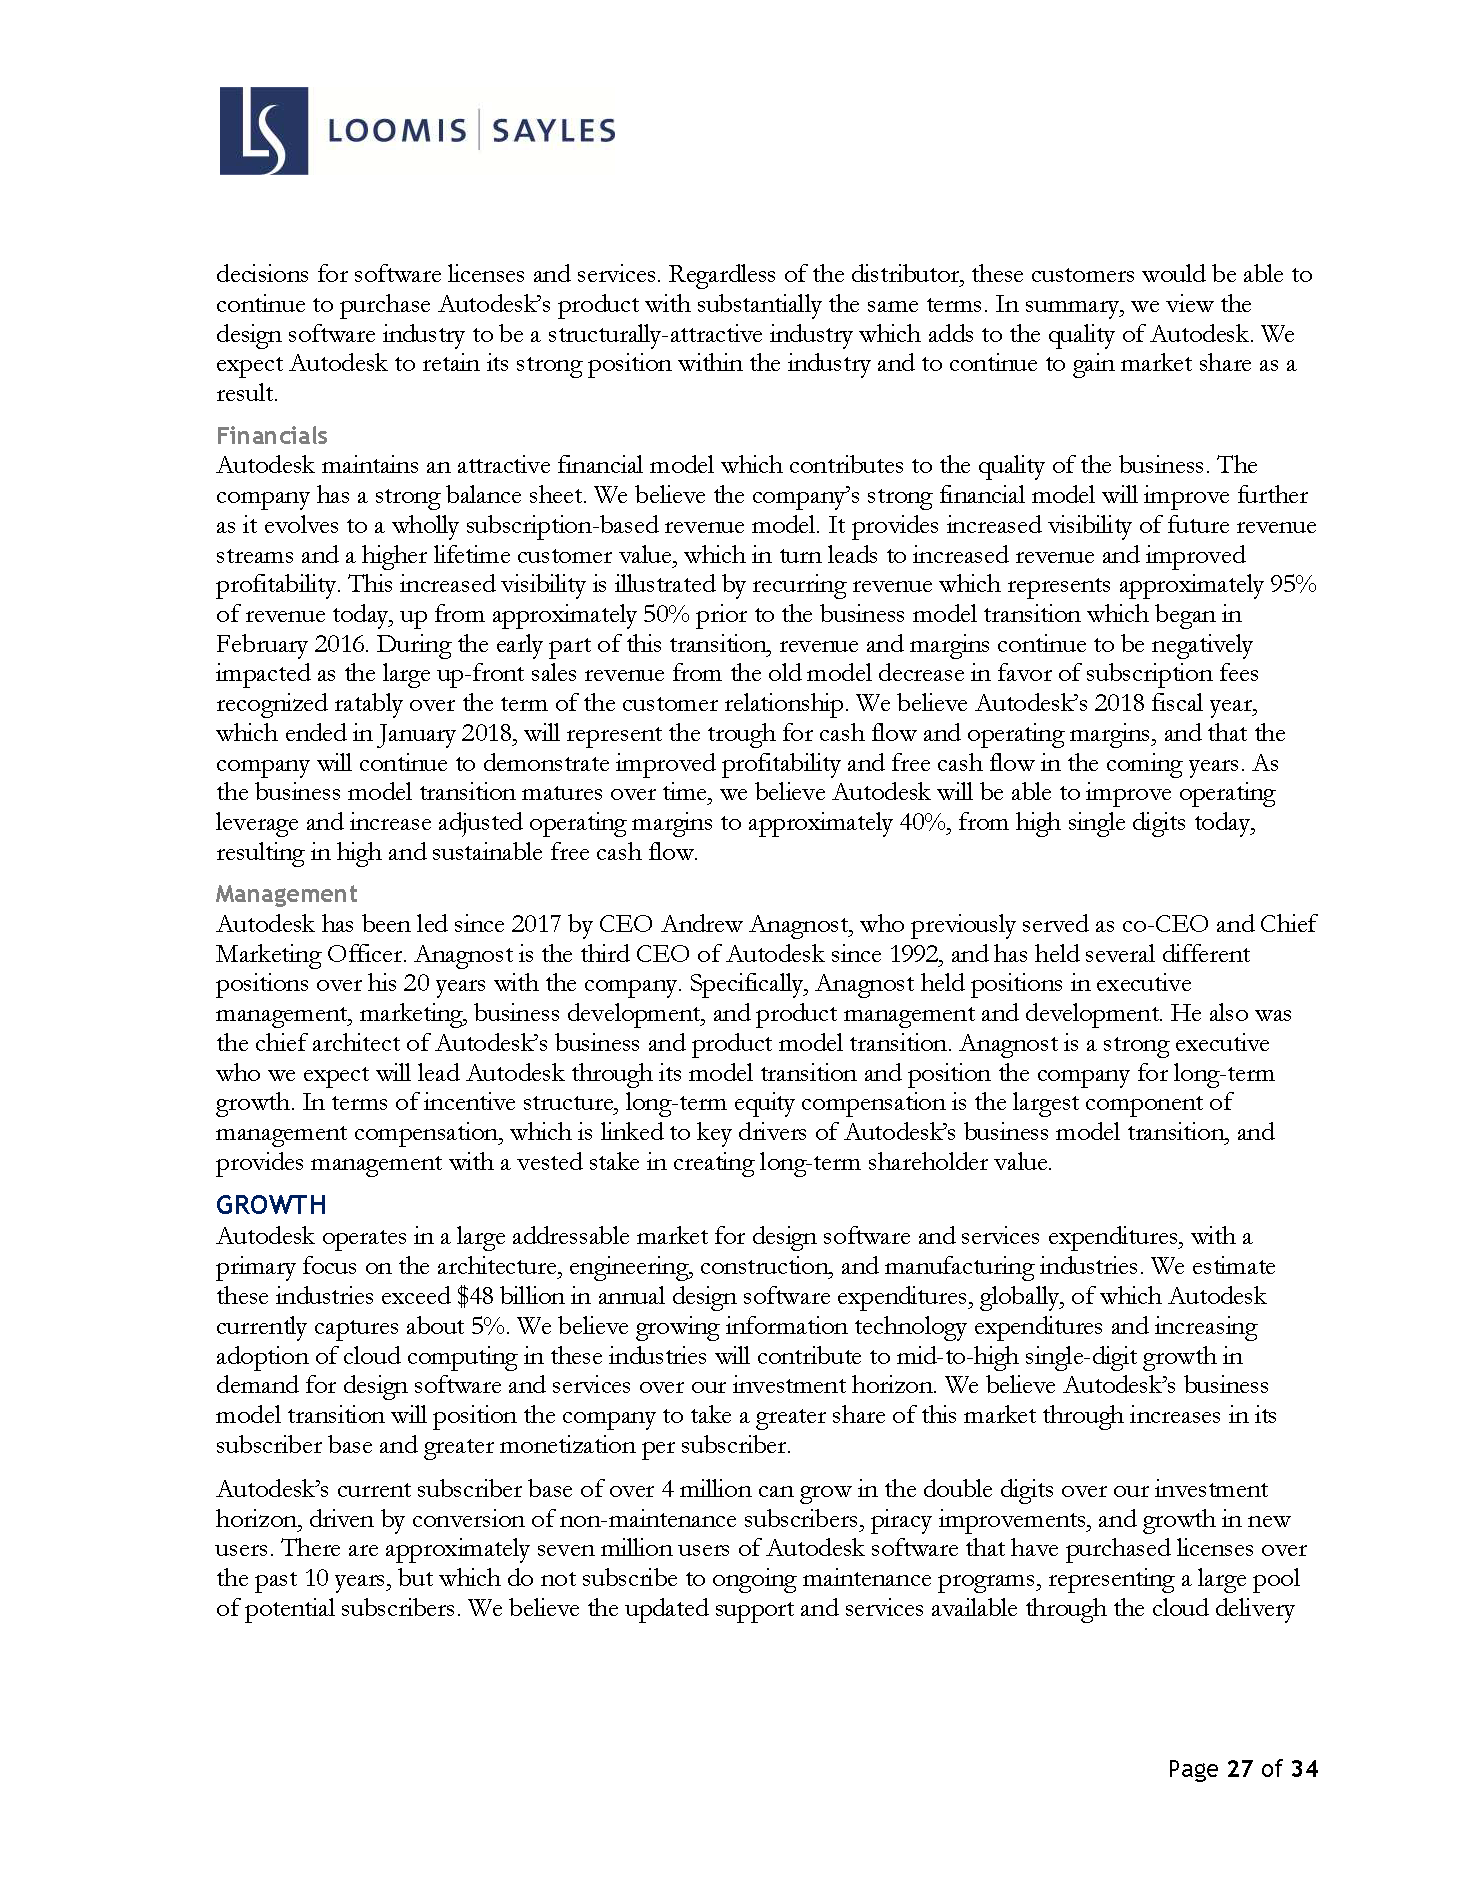 LS LOOMIS | SAYLES
decisions for software licenses and services. Regardless of the distributor, these customers would be able to
continue to purchase Autodesk’s product with substantially the same terms. In summary, we view the
design software industry to be a structurally-attractive industry which adds to the quality of Autodesk. We
expect Autodesk to retain its strong position within the industry and to continue to gain market share as a
result.
Financials
Autodesk maintains an attractive financial model which contributes to the quality of the business. The
company has a strong balance sheet. We believe the company’s strong financial model will improve further
as it evolves to a wholly subscription-based revenue model. It provides increased visibility of future revenue
streams and a higher lifetime customer value, which in turn leads to increased revenue and improved
profitability. This increased visibility is illustrated by recurring revenue which represents approximately 95%
of revenue today, up from approximately 50% prior to the business model transition which began in
February 2016. During the early part of this transition, revenue and margins continue to be negatively
impacted as the large up-front sales revenue from the old model decrease in favor of subscription fees
recognized ratably over the term of the customer relationship. We believe Autodesk’s 2018 fiscal year,
which ended in January 2018, will represent the trough for cash flow and operating margins, and that the
company will continue to demonstrate improved profitability and free cash flow in the coming years. As
the business model transition matures over time, we believe Autodesk will be able to improve operating
leverage and increase adjusted operating margins to approximately 40%, from high single digits today,
resulting in high and sustainable free cash flow.
Management
Autodesk has been led since 2017 by CEO Andrew Anagnost, who previously served as co-CEO and Chief
Marketing Officer. Anagnost is the third CEO of Autodesk since 1992, and has held several different
positions over his 20 years with the company. Specifically, Anagnost held positions in executive
management, marketing, business development, and product management and development. He also was
the chief architect of Autodesk’s business and product model transition. Anagnost is a strong executive
who we expect will lead Autodesk through its model transition and position the company for long-term
growth. In terms of incentive structure, long-term equity compensation is the largest component of
management compensation, which is linked to key drivers of Autodesk’s business model transition, and
provides management with a vested stake in creating long-term shareholder value.
GROWTH
Autodesk operates in a large addressable market for design software and services expenditures, with a
primary focus on the architecture, engineering, construction, and manufacturing industries. We estimate
these industries exceed $48 billion in annual design software expenditures, globally, of which Autodesk
currently captures about 5%. We believe growing information technology expenditures and increasing
adoption of cloud computing in these industries will contribute to mid-to-high single-digit growth in
demand for design software and services over our investment horizon. We believe Autodesk’s business
model transition will position the company to take a greater share of this market through increases in its
subscriber base and greater monetization per subscriber.
Autodesk’s current subscriber base of over 4 million can grow in the double digits over our investment
horizon, driven by conversion of non-maintenance subscribers, piracy improvements, and growth in new
users. There are approximately seven million users of Autodesk software that have purchased licenses over
the past 10 years, but which do not subscribe to ongoing maintenance programs, representing a large pool
of potential subscribers. We believe the updated support and services available through the cloud delivery
Page 27 of 34